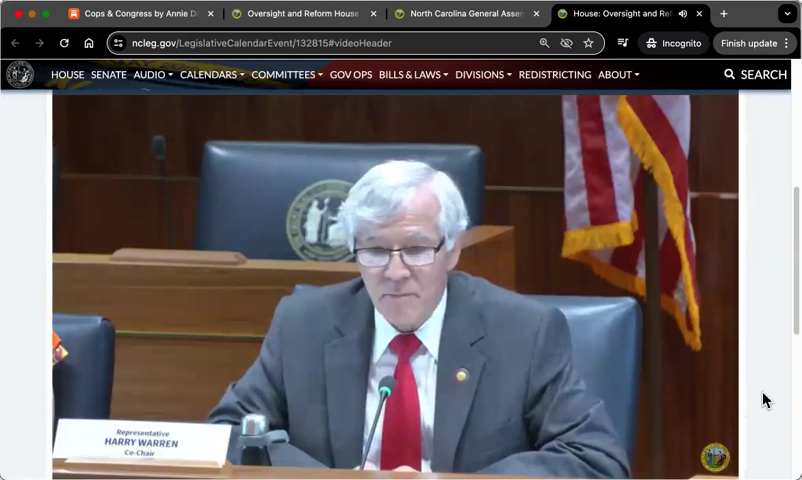 Cops & Congress by Annie D
Oversight and Reform House
North Carolina General Assem
House: Oversight and Ref
ncleg.gov/LegislativeCalendarEvent/132815#videoHeader
Incognito
Finish update
HOUSE SENATE AUDIO CALENDARS COMMITTEES GOV OPS BILLS & LAWS DIVISIONS REDISTRICTING ABOUT SEARCH
Representative
HARRY WARREN
Co-Chair